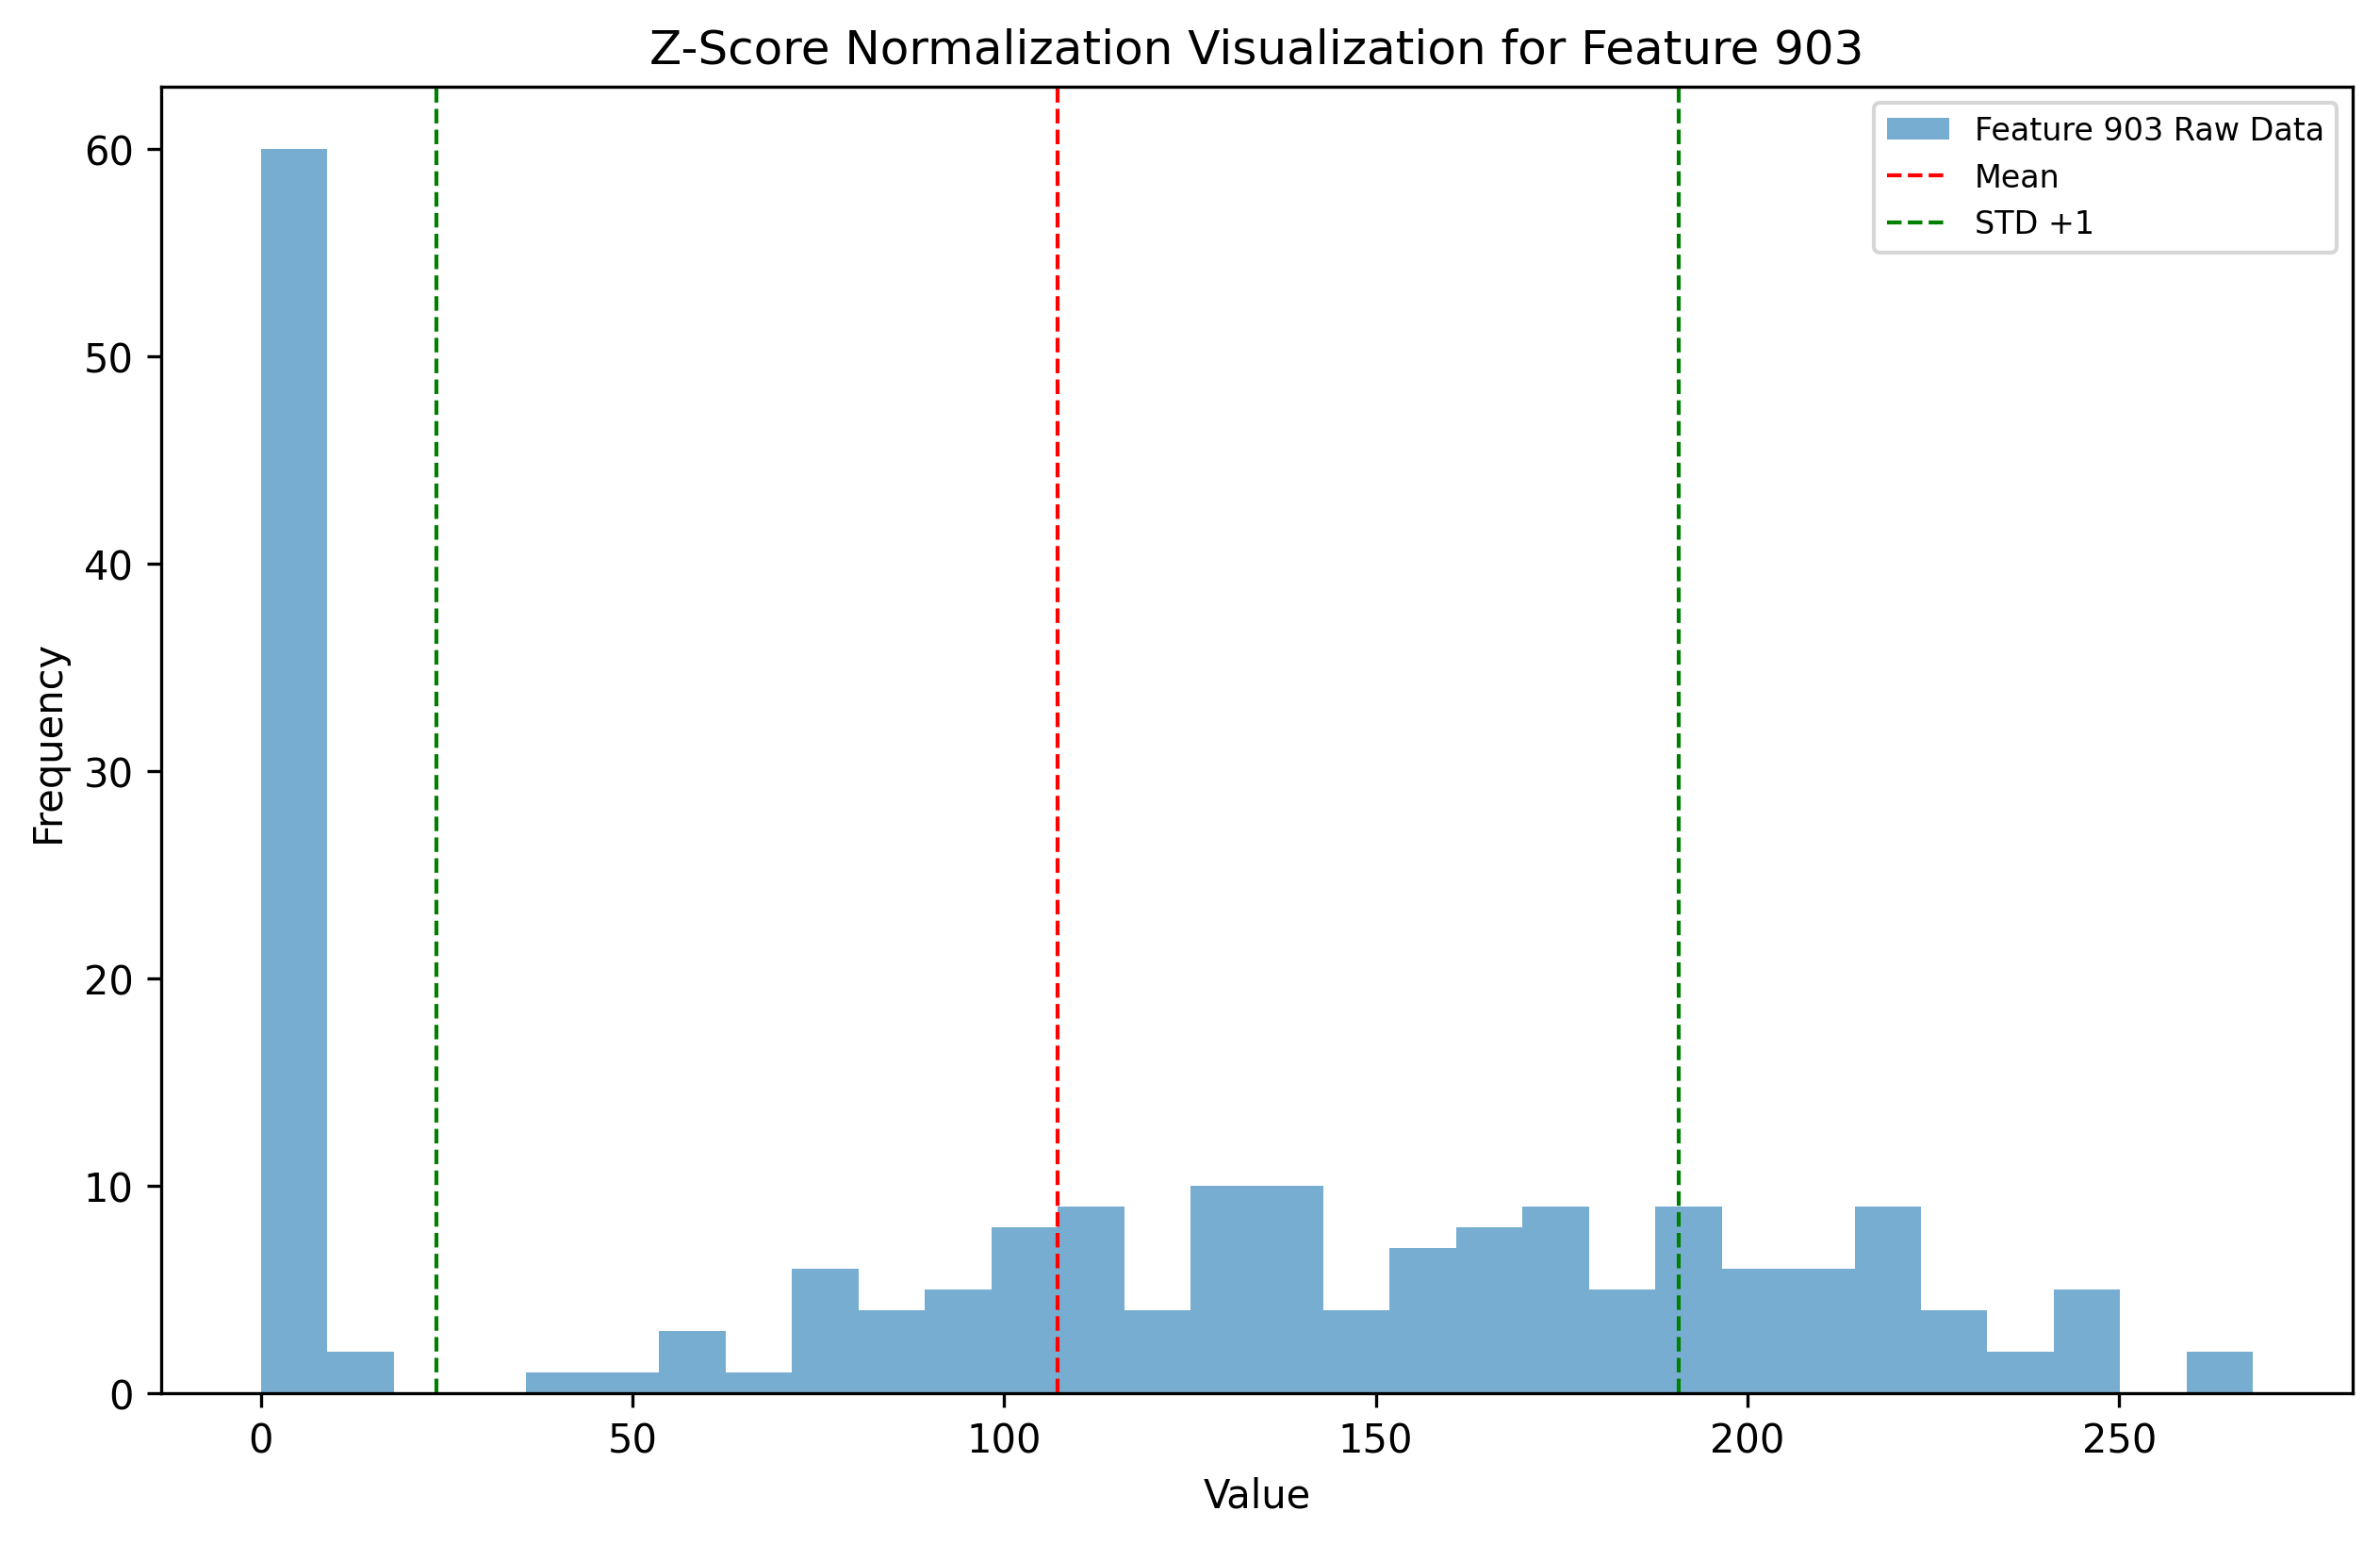 Z-Score Normalization Visualization for Feature 903
Feature 903 Raw Data
Mean
STD +1
60
50
40
30
20
10
0
Frequency
0 50 100 150 200 250
Value